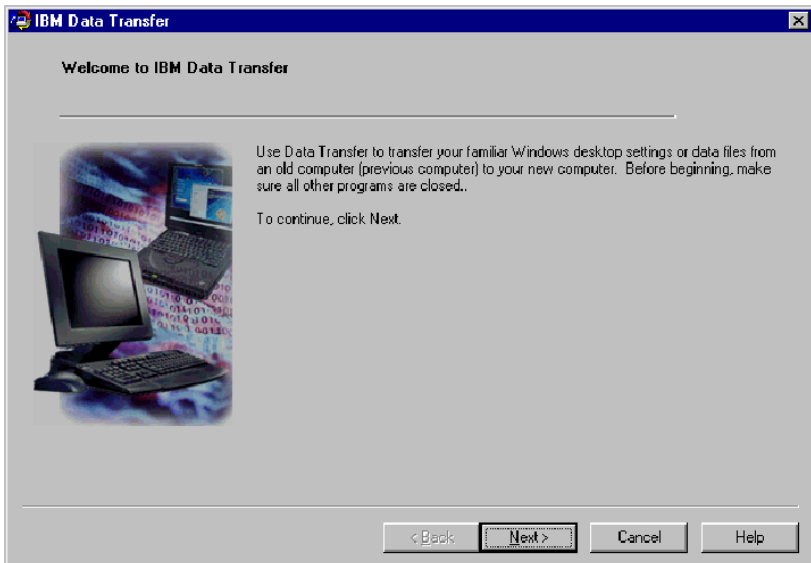 IBM Data Transfer
Welcome to IBM Data Transfer
Use Data Transfer to transfer your familiar Windows desktop settings or data files from
an old computer (previous computer) to your new computer. Before beginning, make
sure all other programs are closed..
To continue, click Next.
< Back
Next >
Cancel
Help